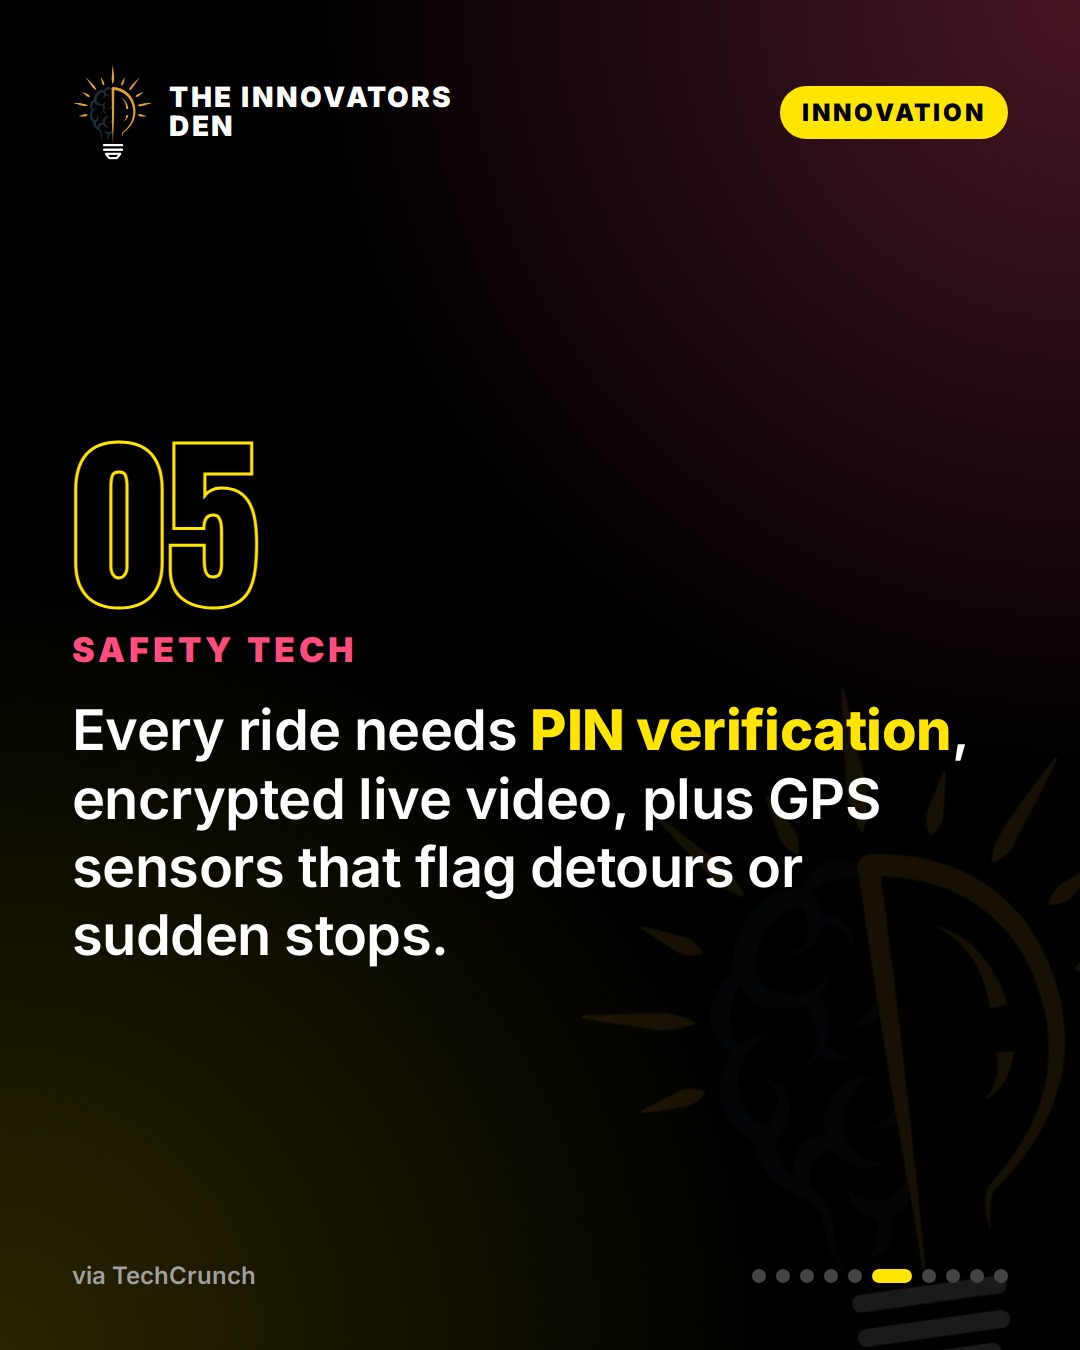 THE INNOVATORS
DEN
INNOVATION
05
SAFETY TECH
Every ride needs PIN verification,
encrypted live video, plus GPS
sensors that flag detours or
sudden stops.
via TechCrunch